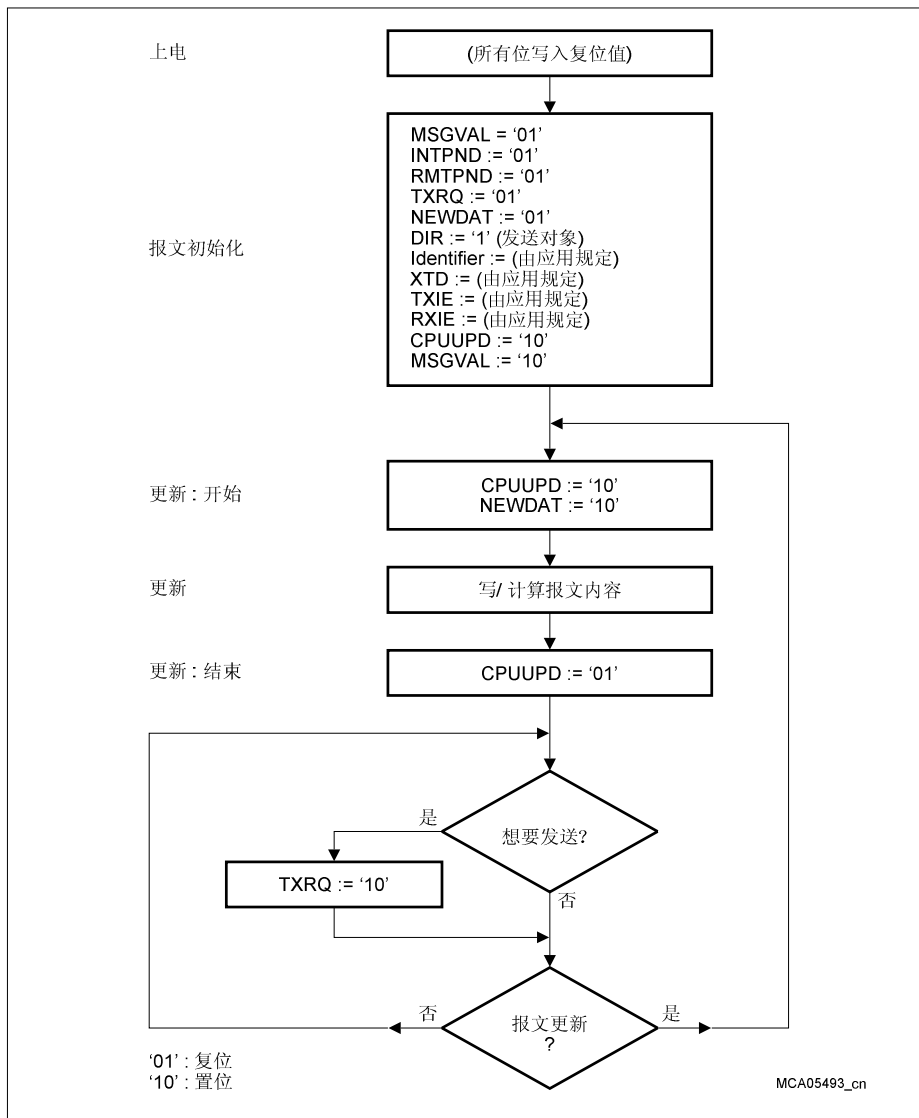 上电
(所有位写入复位值)
报文初始化
MSGVAL = ‘01’
INTPND := ‘01’
RMTPND := ‘01’
TXRQ := ‘01’
NEWDAT := ‘01’
DIR := ‘1’ (发送对象)
Identifier := (由应用规定)
XTD := (由应用规定)
TXIE := (由应用规定)
RXIE := (由应用规定)
CPUUPD := ‘10’
MSGVAL := ‘10’
更新 : 开始
CPUUPD := ‘10’
NEWDAT := ‘10’
更新
写/ 计算报文内容
更新 : 结束
CPUUPD := ‘01’
是
想要发送?
TXRQ := ‘10’
否
否
报文更新
?
是
‘01’ : 复位
‘10’ : 置位
MCA05493_cn